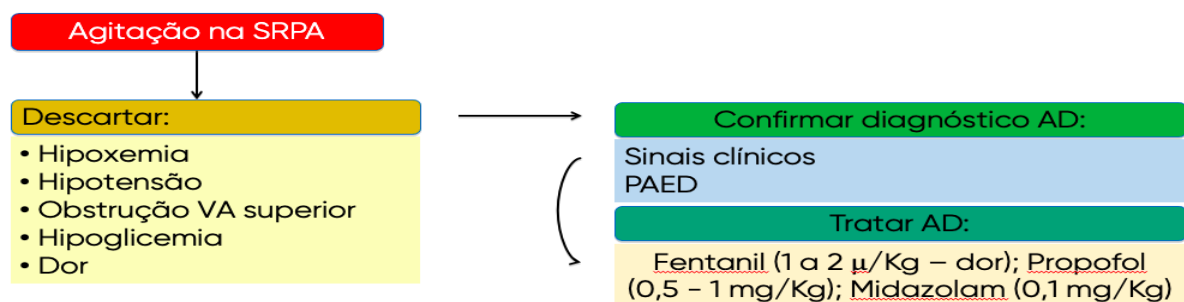 Agitação na SRPA
Descartar:
• Hipoxemia
• Hipotensão
• Obstrução VA superior
• Hipoglicemia
• Dor
Confirmar diagnóstico AD:
Sinais clínicos
PAED
Tratar AD:
Fentanil (1 a 2 µ/Kg – dor); Propofol
(0,5 – 1 mg/Kg); Midazolam (0,1 mg/Kg)